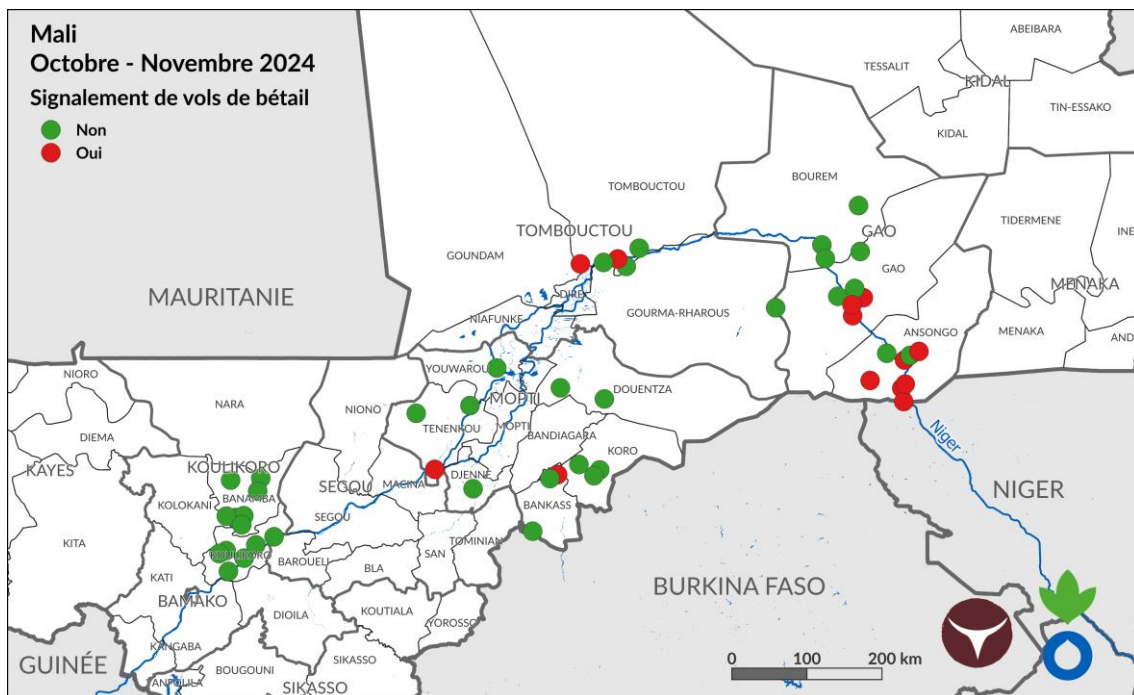 Mali
Octobre - Novembre 2024
Signalement de vols de bétail
Non
Oui
ABEIBARA
TESSALIT
KIDAL
TIN-ESSAKO
KIDAL
BOUREM
TOMBOUCTOU
TIDERMENE
INE
TOMBOUCTOU
GAO
GOUNDAM
GAO
MAURITANIE
DIRE
MENAKA
NIAFUNKE
GOURMA-RHAROUS
ANSONGO
MENAKA
AND
YOUWAROU
NIORO
DOUENTZA
NARA
NIONO
MOPTI
TENENKOU
MOPTI
Niger
DIEMA
BANDIAGARA
KORO
KAYES
KOULIKORO
SEGOU
MACINA
DJENNE
NIGER
BANAMBA
KOLOKANI
BANKASS
SEGOU
KITA
TOMINIAN
KOULIKORO
SAN
BAROUELI
BLA
KATI
BURKINA FASO
BAMAKO
DIOILA
KOUTIALA
YOROSSO
KANGABA
GUINÉE
BOUGOUNI
SIKASSO
SIKASSO
0 100 200 km